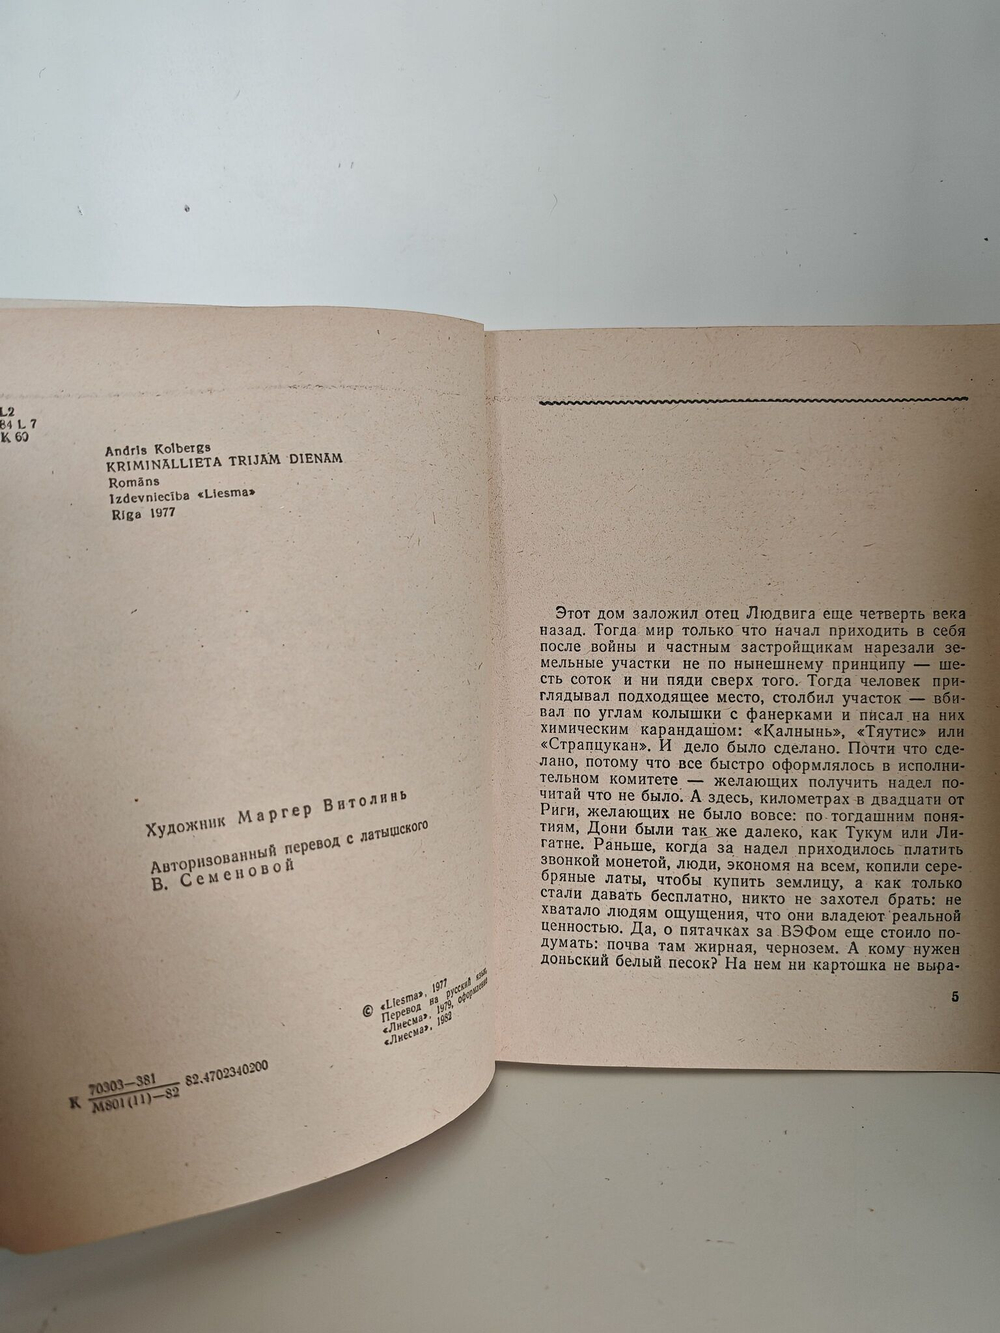 L2
84 L 7
K 60
Andris Kolbergs
KRIMINĀLLIETA TRIJĀM DIENĀM
Romāns
Izdevniecība «Liesma»
Rīga 1977
Художник Маргер Витолинь
Авторизованный перевод с латышского
В. Семеновой
© «Liesma», 1977
Перевод на русский язык,
«Лиесма», 1979, оформление
«Лиесма», 1982
К 70303—381
М801(11)—82 82.4702340200
Этот дом заложил отец Людвига еще четверть века
назад. Тогда мир только что начал приходить в себя
после войны и частным застройщикам нарезали зе-
мельные участки не по нынешнему принципу — ше-
сть соток и ни пяди сверх того. Тогда человек при-
глядывал подходящее место, столбил участок — вби-
вал по углам колышки с фанерками и писал на них
химическим карандашом: «Калнынь», «Тяутис» или
«Страпцукан». И дело было сделано. Почти что сде-
лано, потому что все быстро оформлялось в исполни-
тельном комитете — желающих получить надел по-
читай что не было. А здесь, километрах в двадцати от
Риги, желающих не было вовсе: по тогдашним поня-
тиям, Дони были так же далеко, как Тукум или Ли-
гатне. Раньше, когда за надел приходилось платить
звонкой монетой, люди, экономя на всем, копили сере-
бряные латы, чтобы купить землицу, а как только
стали давать бесплатно, никто не захотел брать: не
хватало людям ощущения, что они владеют реальной
ценностью. Да, о пятачках за ВЭФом еще стоило по-
думать: почва там жирная, чернозем. А кому нужен
доньский белый песок? На нем ни картошка не выра-
5